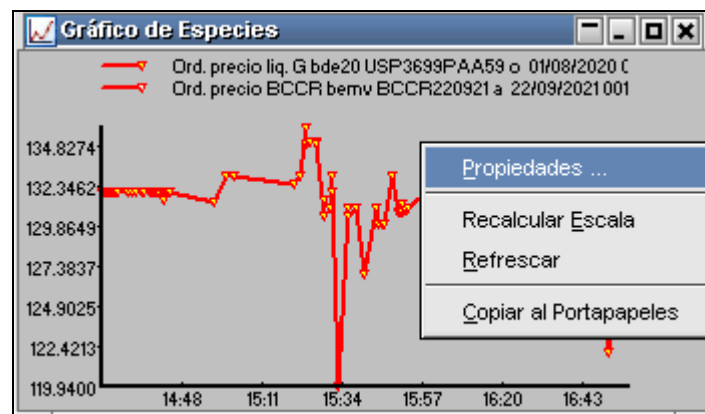 Gráfico de Especies
Ord. precio liq. G bde20 USP3699PAA59 o 01/08/2020 0
Ord. precio BCCR bemv BCCR220921 a 22/09/2021 001
134.8274
132.3462
129.8649
127.3837
124.9025
122.4213
119.9400
14:48 15:11 15:34 15:57 16:20 16:43
Propiedades ...
Recalcular Escala
Refrescar
Copiar al Portapapeles